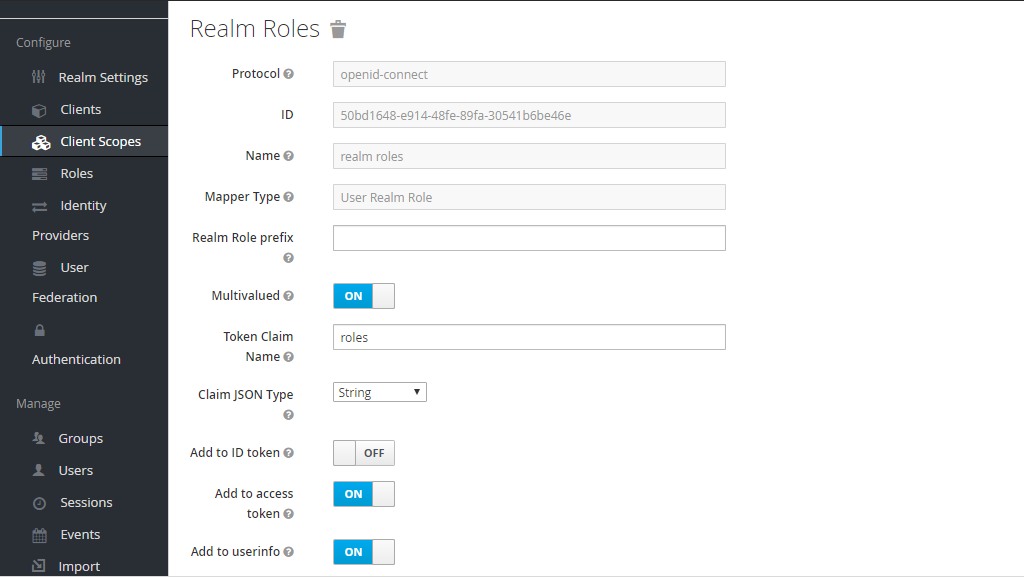 Configure
Realm Settings
Clients
Client Scopes
Roles
Identity
Providers
User
Federation
Authentication
Manage
Groups
Users
Sessions
Events
Import
Realm Roles
Protocol
openid-connect
ID
50bd1648-e914-48fe-89fa-30541b6be46e
Name
realm roles
Mapper Type
User Realm Role
Realm Role prefix
Multivalued
ON
Token Claim
Name
roles
Claim JSON Type
String
Add to ID token
OFF
Add to access
token
ON
Add to userinfo
ON